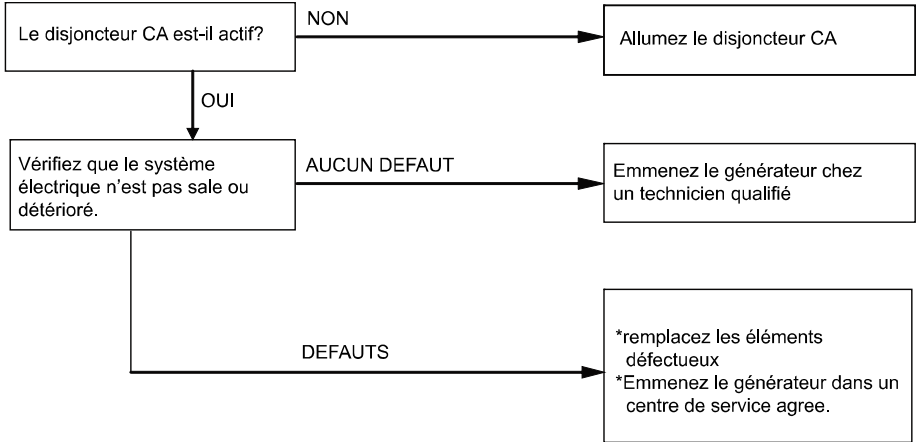 Le disjoncteur CA est-il actif?
NON
Allumez le disjoncteur CA
OUI
Vérifiez que le système
électrique n'est pas sale ou
détérioré.
AUCUN DEFAUT
Emmenez le générateur chez
un technicien qualifié
DEFAUTS
*remplacez les éléments
défectueux
*Emmenez le générateur dans un
centre de service agree.